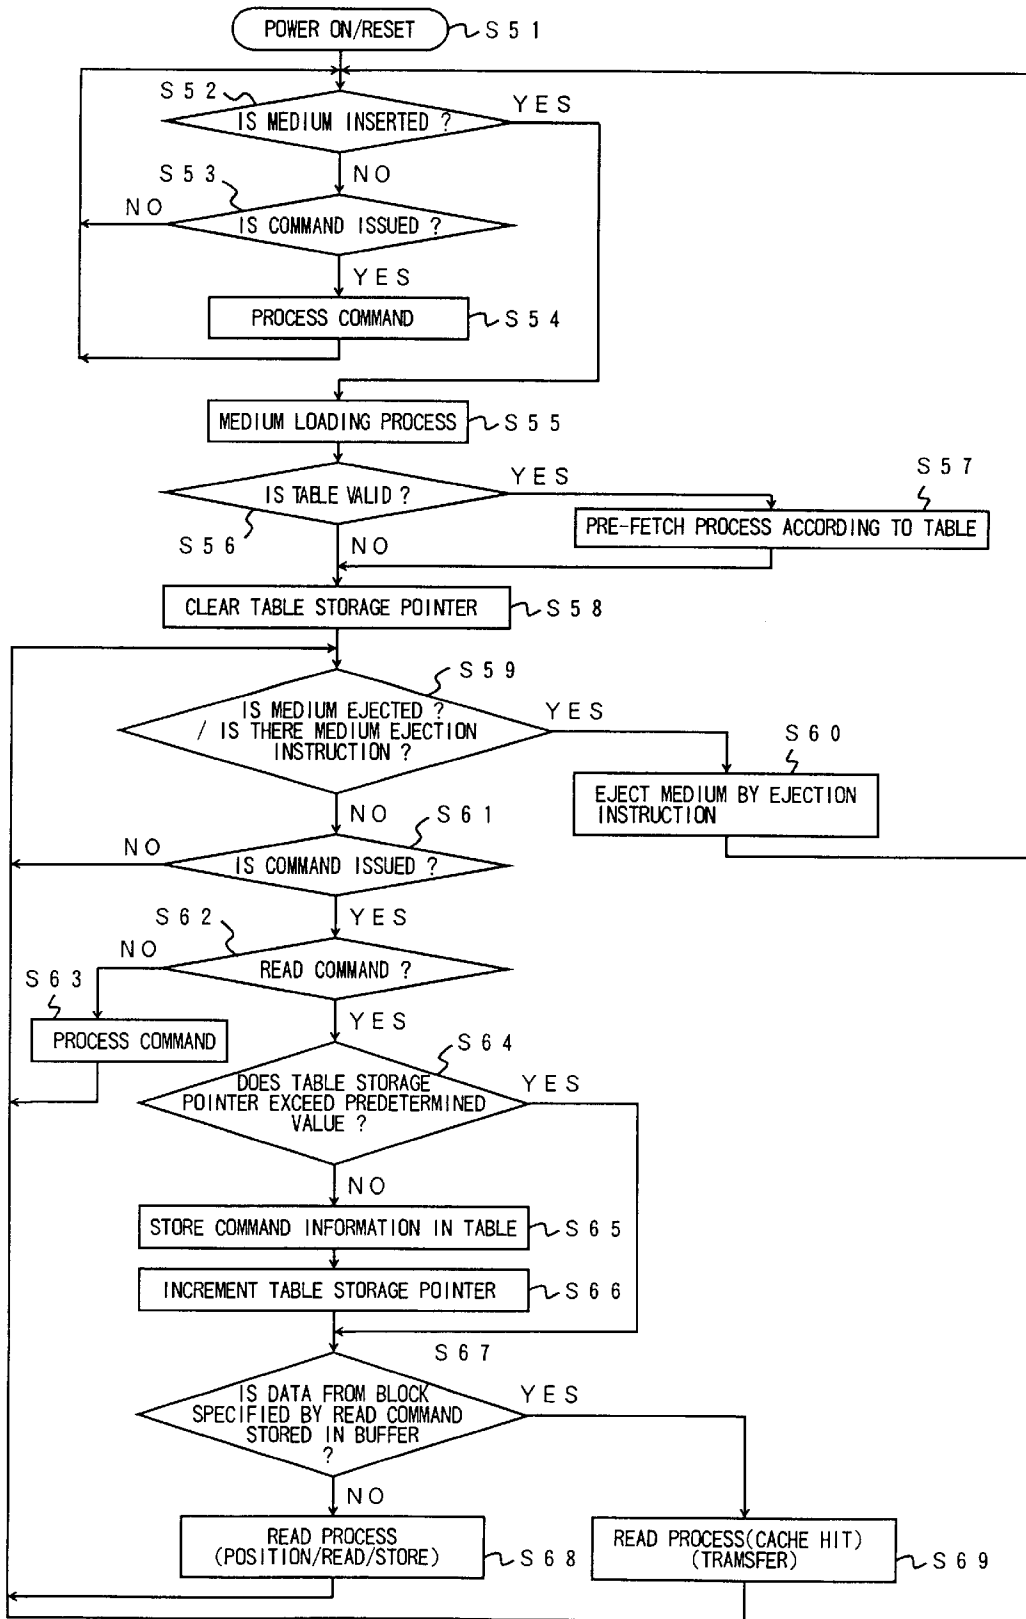 POWER ON/RESET
S51
S52
YES
IS MEDIUM INSERTED ?
NO
S53
NO
IS COMMAND ISSUED ?
YES
PROCESS COMMAND
S54
MEDIUM LOADING PROCESS
S55
YES
S57
IS TABLE VALID ?
PRE-FETCH PROCESS ACCORDING TO TABLE
S56
NO
CLEAR TABLE STORAGE POINTER
S58
S59
IS MEDIUM EJECTED ?
/ IS THERE MEDIUM EJECTION
INSTRUCTION ?
YES
S60
EJECT MEDIUM BY EJECTION
INSTRUCTION
NO
S61
NO
IS COMMAND ISSUED ?
YES
S62
NO
READ COMMAND ?
S63
YES
PROCESS COMMAND
S64
DOES TABLE STORAGE
POINTER EXCEED PREDETERMINED
VALUE ?
YES
NO
STORE COMMAND INFORMATION IN TABLE
S65
INCREMENT TABLE STORAGE POINTER
S66
S67
IS DATA FROM BLOCK
SPECIFIED BY READ COMMAND
STORED IN BUFFER
?
YES
NO
READ PROCESS
(POSITION/READ/STORE)
S68
READ PROCESS(CACHE HIT)
(TRAMSFER)
S69